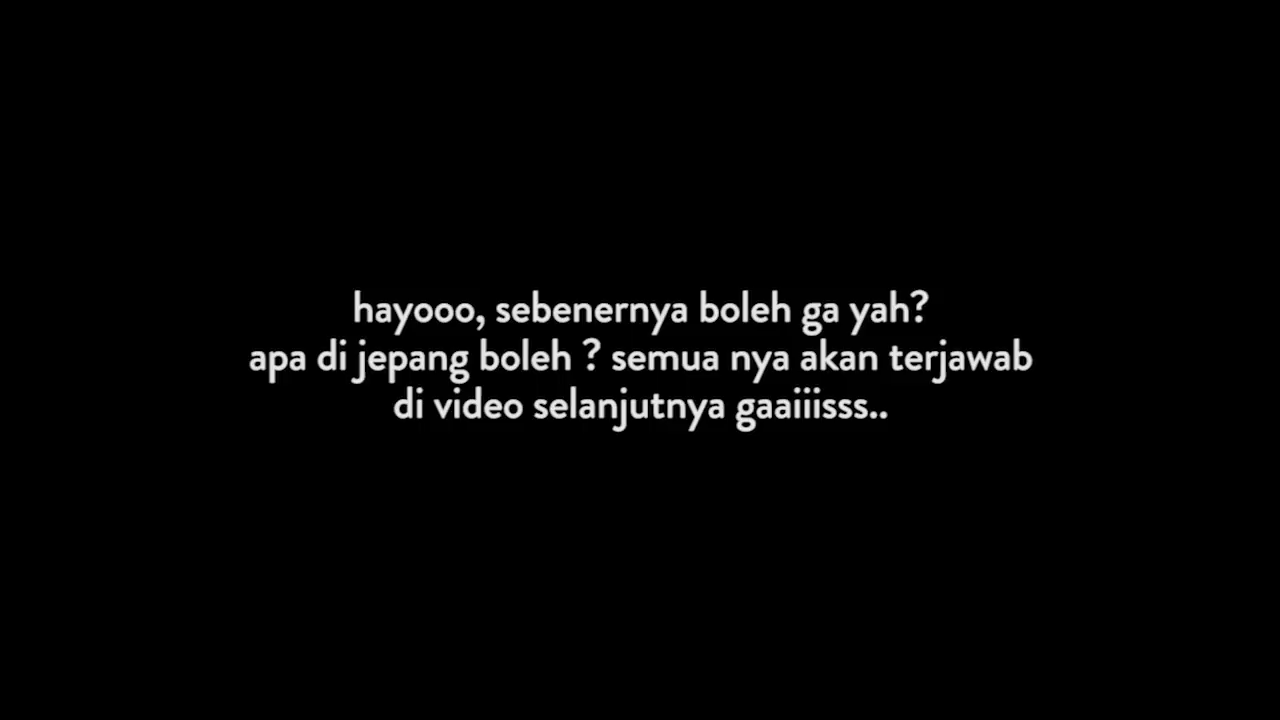 hayooo, sebenernya boleh ga yah?
apa di jepang boleh ? semua nya akan terjawab
di video selanjutnya gaaiiisss..